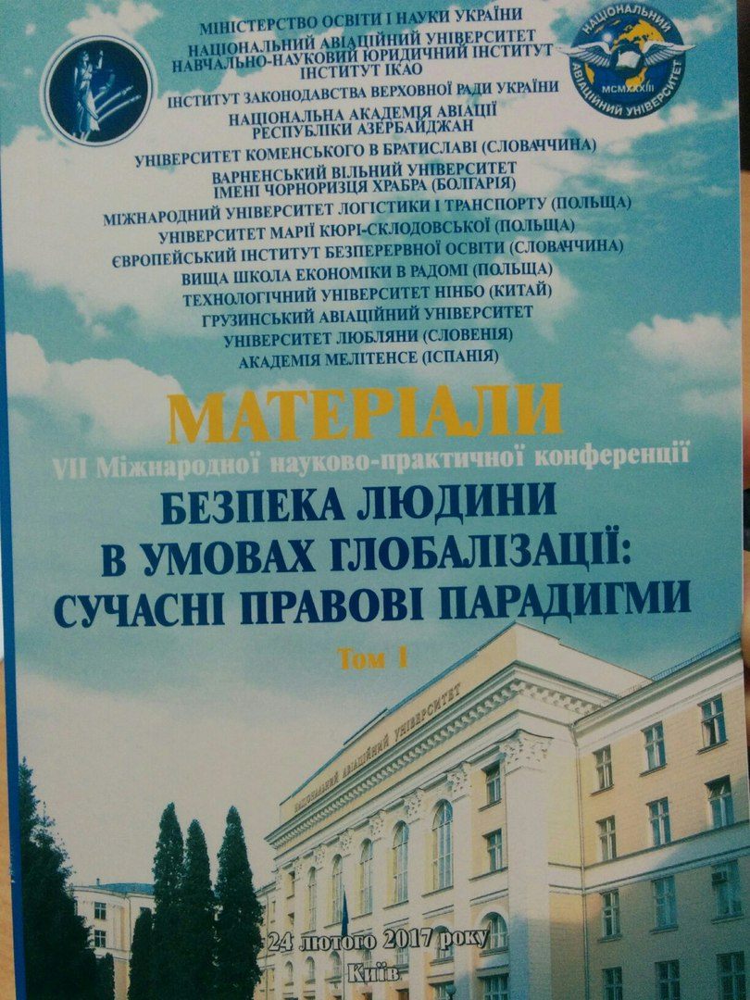 МІНІСТЕРСТВО ОСВІТИ І НАУКИ УКРАЇНИ
НАЦІОНАЛЬНИЙ АВІАЦІЙНИЙ УНІВЕРСИТЕТ
НАВЧАЛЬНО-НАУКОВИЙ ЮРИДИЧНИЙ ІНСТИТУТ
ІНСТИТУТ ІКАО
ІНСТИТУТ ЗАКОНОДАВСТВА ВЕРХОВНОЇ РАДИ УКРАЇНИ
НАЦІОНАЛЬНА АКАДЕМІЯ АВІАЦІЇ
РЕСПУБЛІКИ АЗЕРБАЙДЖАН
УНІВЕРСИТЕТ КОМЕНСЬКОГО В БРАТИСЛАВІ (СЛОВАЧЧИНА)
ВАРНЕНСЬКИЙ ВІЛЬНИЙ УНІВЕРСИТЕТ
ІМЕНІ ЧОРНОРИЗЦЯ ХРАБРА (БОЛГАРІЯ)
МІЖНАРОДНИЙ УНІВЕРСИТЕТ ЛОГІСТИКИ І ТРАНСПОРТУ (ПОЛЬЩА)
УНІВЕРСИТЕТ МАРІЇ КЮРІ-СКЛОДОВСЬКОЇ (ПОЛЬЩА)
ЄВРОПЕЙСЬКИЙ ІНСТИТУТ БЕЗПЕРЕРВНОЇ ОСВІТИ (СЛОВАЧЧИНА)
ВИЩА ШКОЛА ЕКОНОМІКИ В РАДОМІ (ПОЛЬЩА)
ТЕХНОЛОГІЧНИЙ УНІВЕРСИТЕТ НІНБО (КИТАЙ)
ГРУЗИНСЬКИЙ АВІАЦІЙНИЙ УНІВЕРСИТЕТ
УНІВЕРСИТЕТ ЛЮБЛЯНИ (СЛОВЕНІЯ)
АКАДЕМІЯ МЕЛІТЕНСЕ (ІСПАНІЯ)
НАЦІОНАЛЬНИЙ
АВІАЦІЙНИЙ УНІВЕРСИТЕТ
MCMXXXIII
МАТЕРІАЛИ
VII Міжнародної науково-практичної конференції
БЕЗПЕКА ЛЮДИНИ
В УМОВАХ ГЛОБАЛІЗАЦІЇ:
СУЧАСНІ ПРАВОВІ ПАРАДИГМИ
Том I
НАЦІОНАЛЬНИЙ АВІАЦІЙНИЙ УНІВЕРСИТЕТ
24 лютого 2017 року
Київ